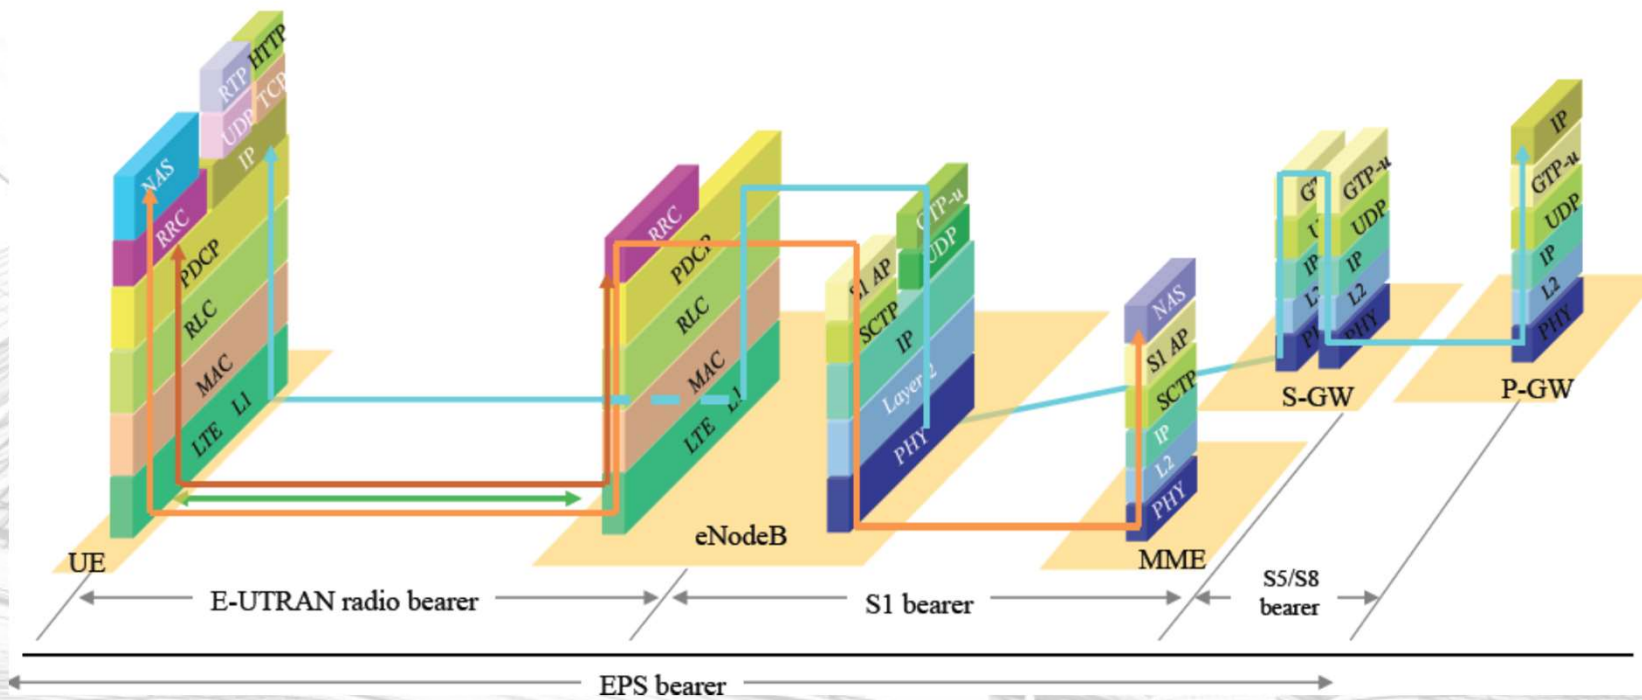 HTTP
RTP
TCP
UDP
IP
NAS
RRC
PDCP
RLC
MAC
LTE L1
UE
RRC
PDCP
RLC
MAC
LTE L1
eNodeB
GTP-u
UDP
S1 AP
SCTP
IP
Layer 2
PHY
NAS
S1 AP
SCTP
IP
L2
PHY
MME
GTP-u
UDP
IP
IP
L2
L2
PHY
S-GW
IP
GTP-u
UDP
IP
L2
PHY
P-GW
E-UTRAN radio bearer
S1 bearer
S5/S8
bearer
EPS bearer